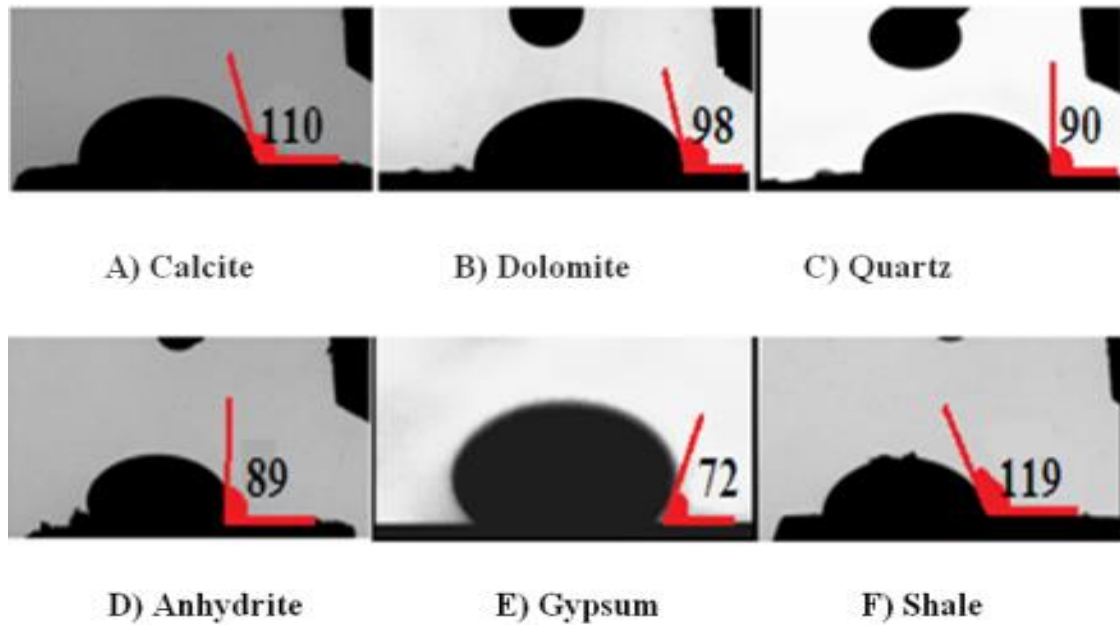 110 98 90
A) Calcite B) Dolomite C) Quartz
89 72 119
D) Anhydrite E) Gypsum F) Shale